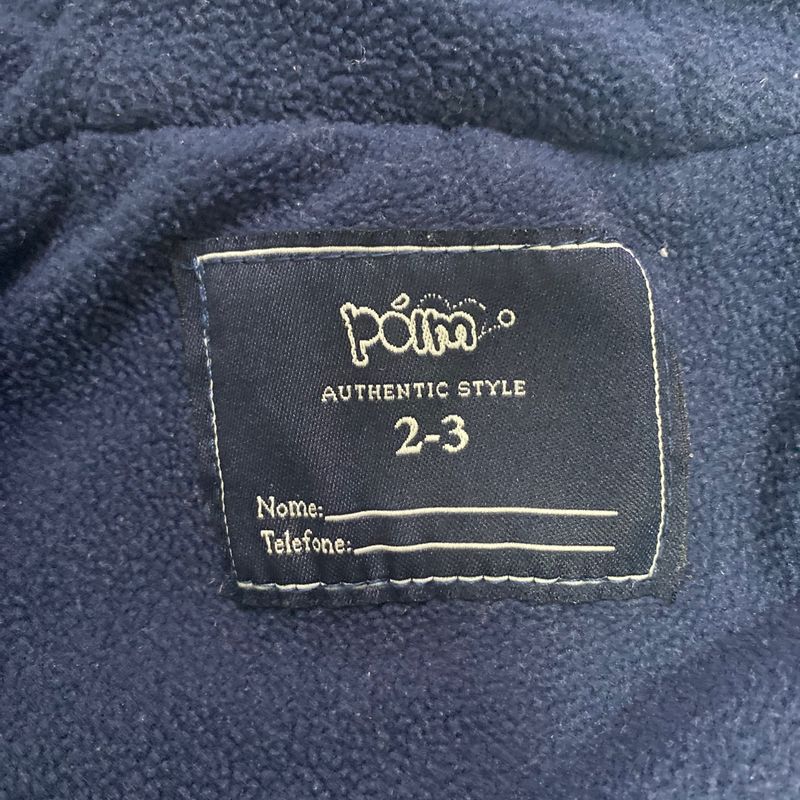 póim
AUTHENTIC STYLE
2-3
Nome:
Telefone: